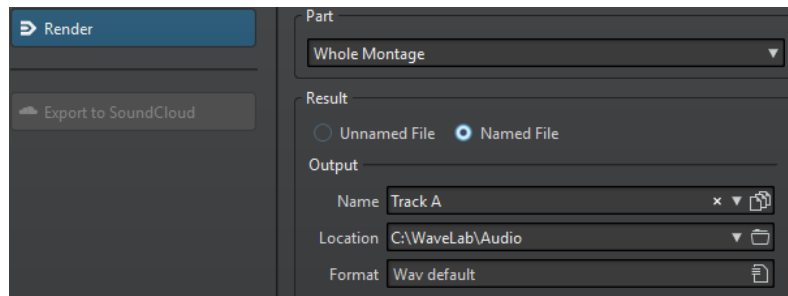 Render
Export to SoundCloud
Part
Whole Montage
Result
Unnamed File Named File
Output
Name Track A
Location C:\WaveLab\Audio
Format Wav default